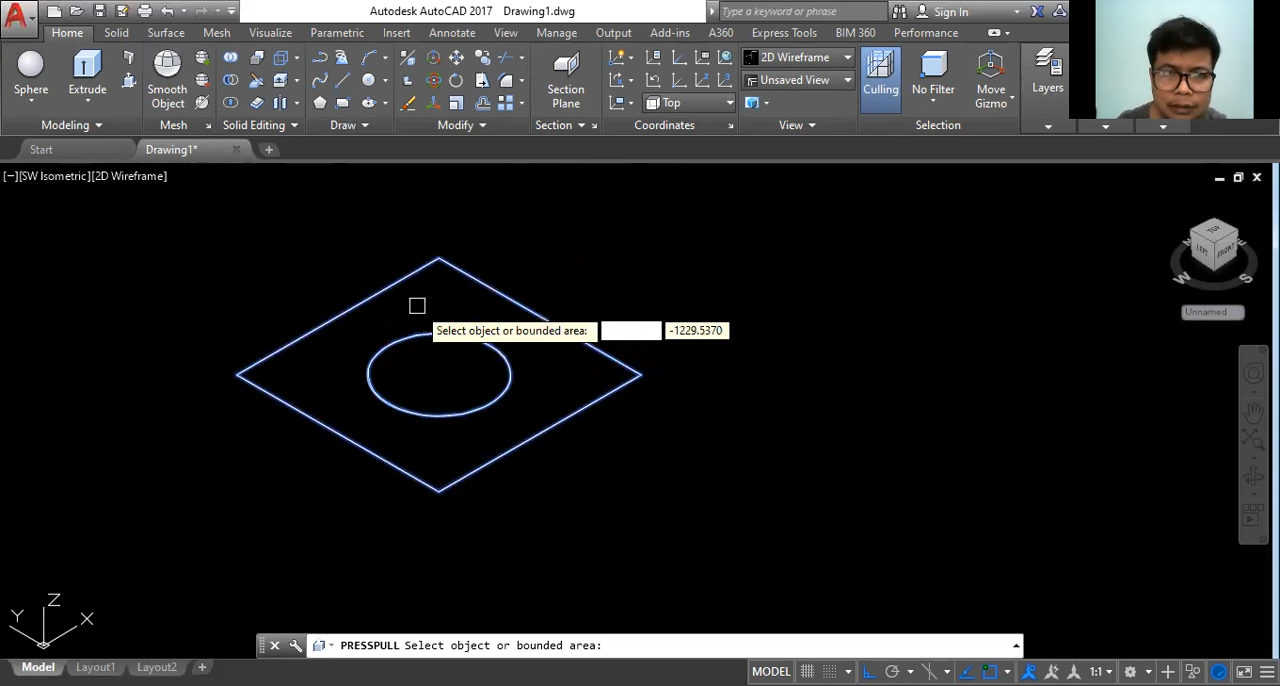 Autodesk AutoCAD 2017 Drawing1.dwg
Type a keyword or phrase
Sign In
Home Solid Surface Mesh Visualize Parametric Insert Annotate View Manage Output Add-ins A360 Express Tools BIM 360 Performance
Sphere Extrude Smooth Object Section Plane 2D Wireframe Unsaved View Top Culling No Filter Move Gizmo Layers
Modeling Mesh Solid Editing Draw Modify Section Coordinates View Selection
Start Drawing1*
[−][SW Isometric][2D Wireframe]
TOP
LEFT FRONT
W S
Unnamed
Select object or bounded area: -1229.5370
Z
Y X
PRESSPULL Select object or bounded area:
Model Layout1 Layout2
MODEL 1:1